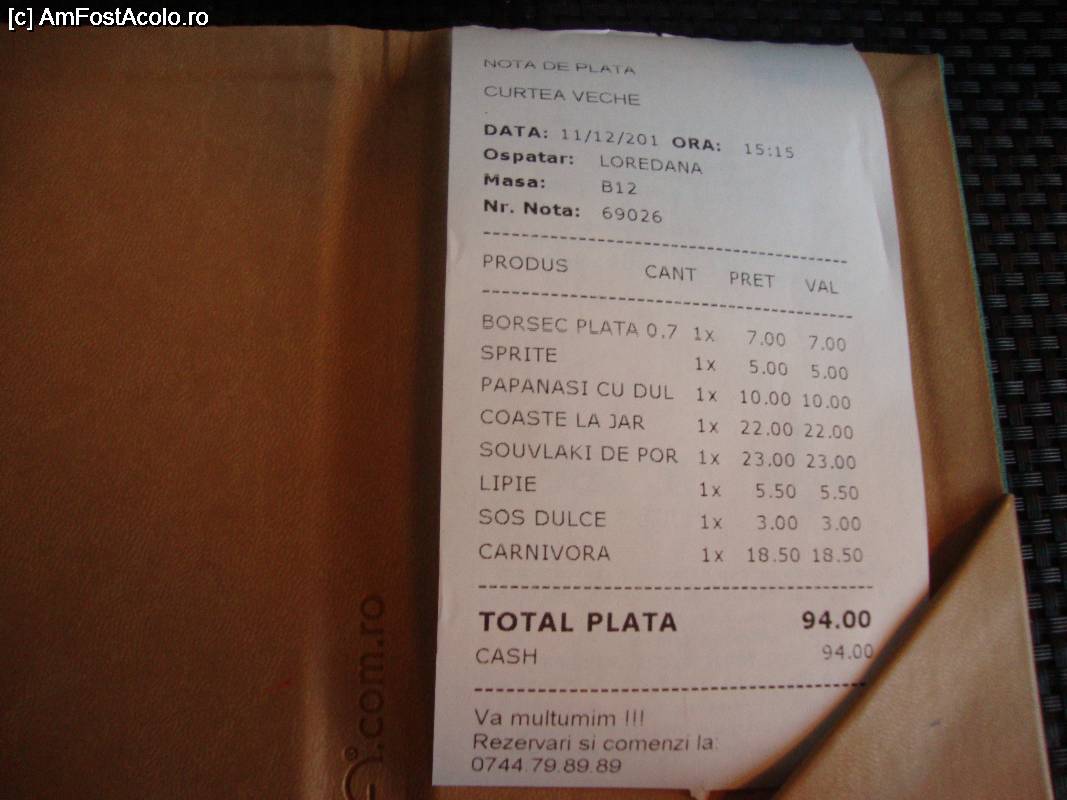 [c] AmFostAcolo.ro
NOTA DE PLATA
CURTEA VECHE
DATA: 11/12/201 ORA: 15:15
Ospatar: LOREDANA
Masa: B12
Nr. Nota: 69026
PRODUS CANT PRET VAL
BORSEC PLATA 0.7 1x 7.00 7.00
SPRITE 1x 5.00 5.00
PAPANASI CU DUL 1x 10.00 10.00
COASTE LA JAR 1x 22.00 22.00
SOUVLAKI DE POR 1x 23.00 23.00
LIPIE 1x 5.50 5.50
SOS DULCE 1x 3.00 3.00
CARNIVORA 1x 18.50 18.50
TOTAL PLATA 94.00
CASH 94.00
Va multumim !!!
Rezervari si comenzi la:
0744.79.89.89
.com.ro